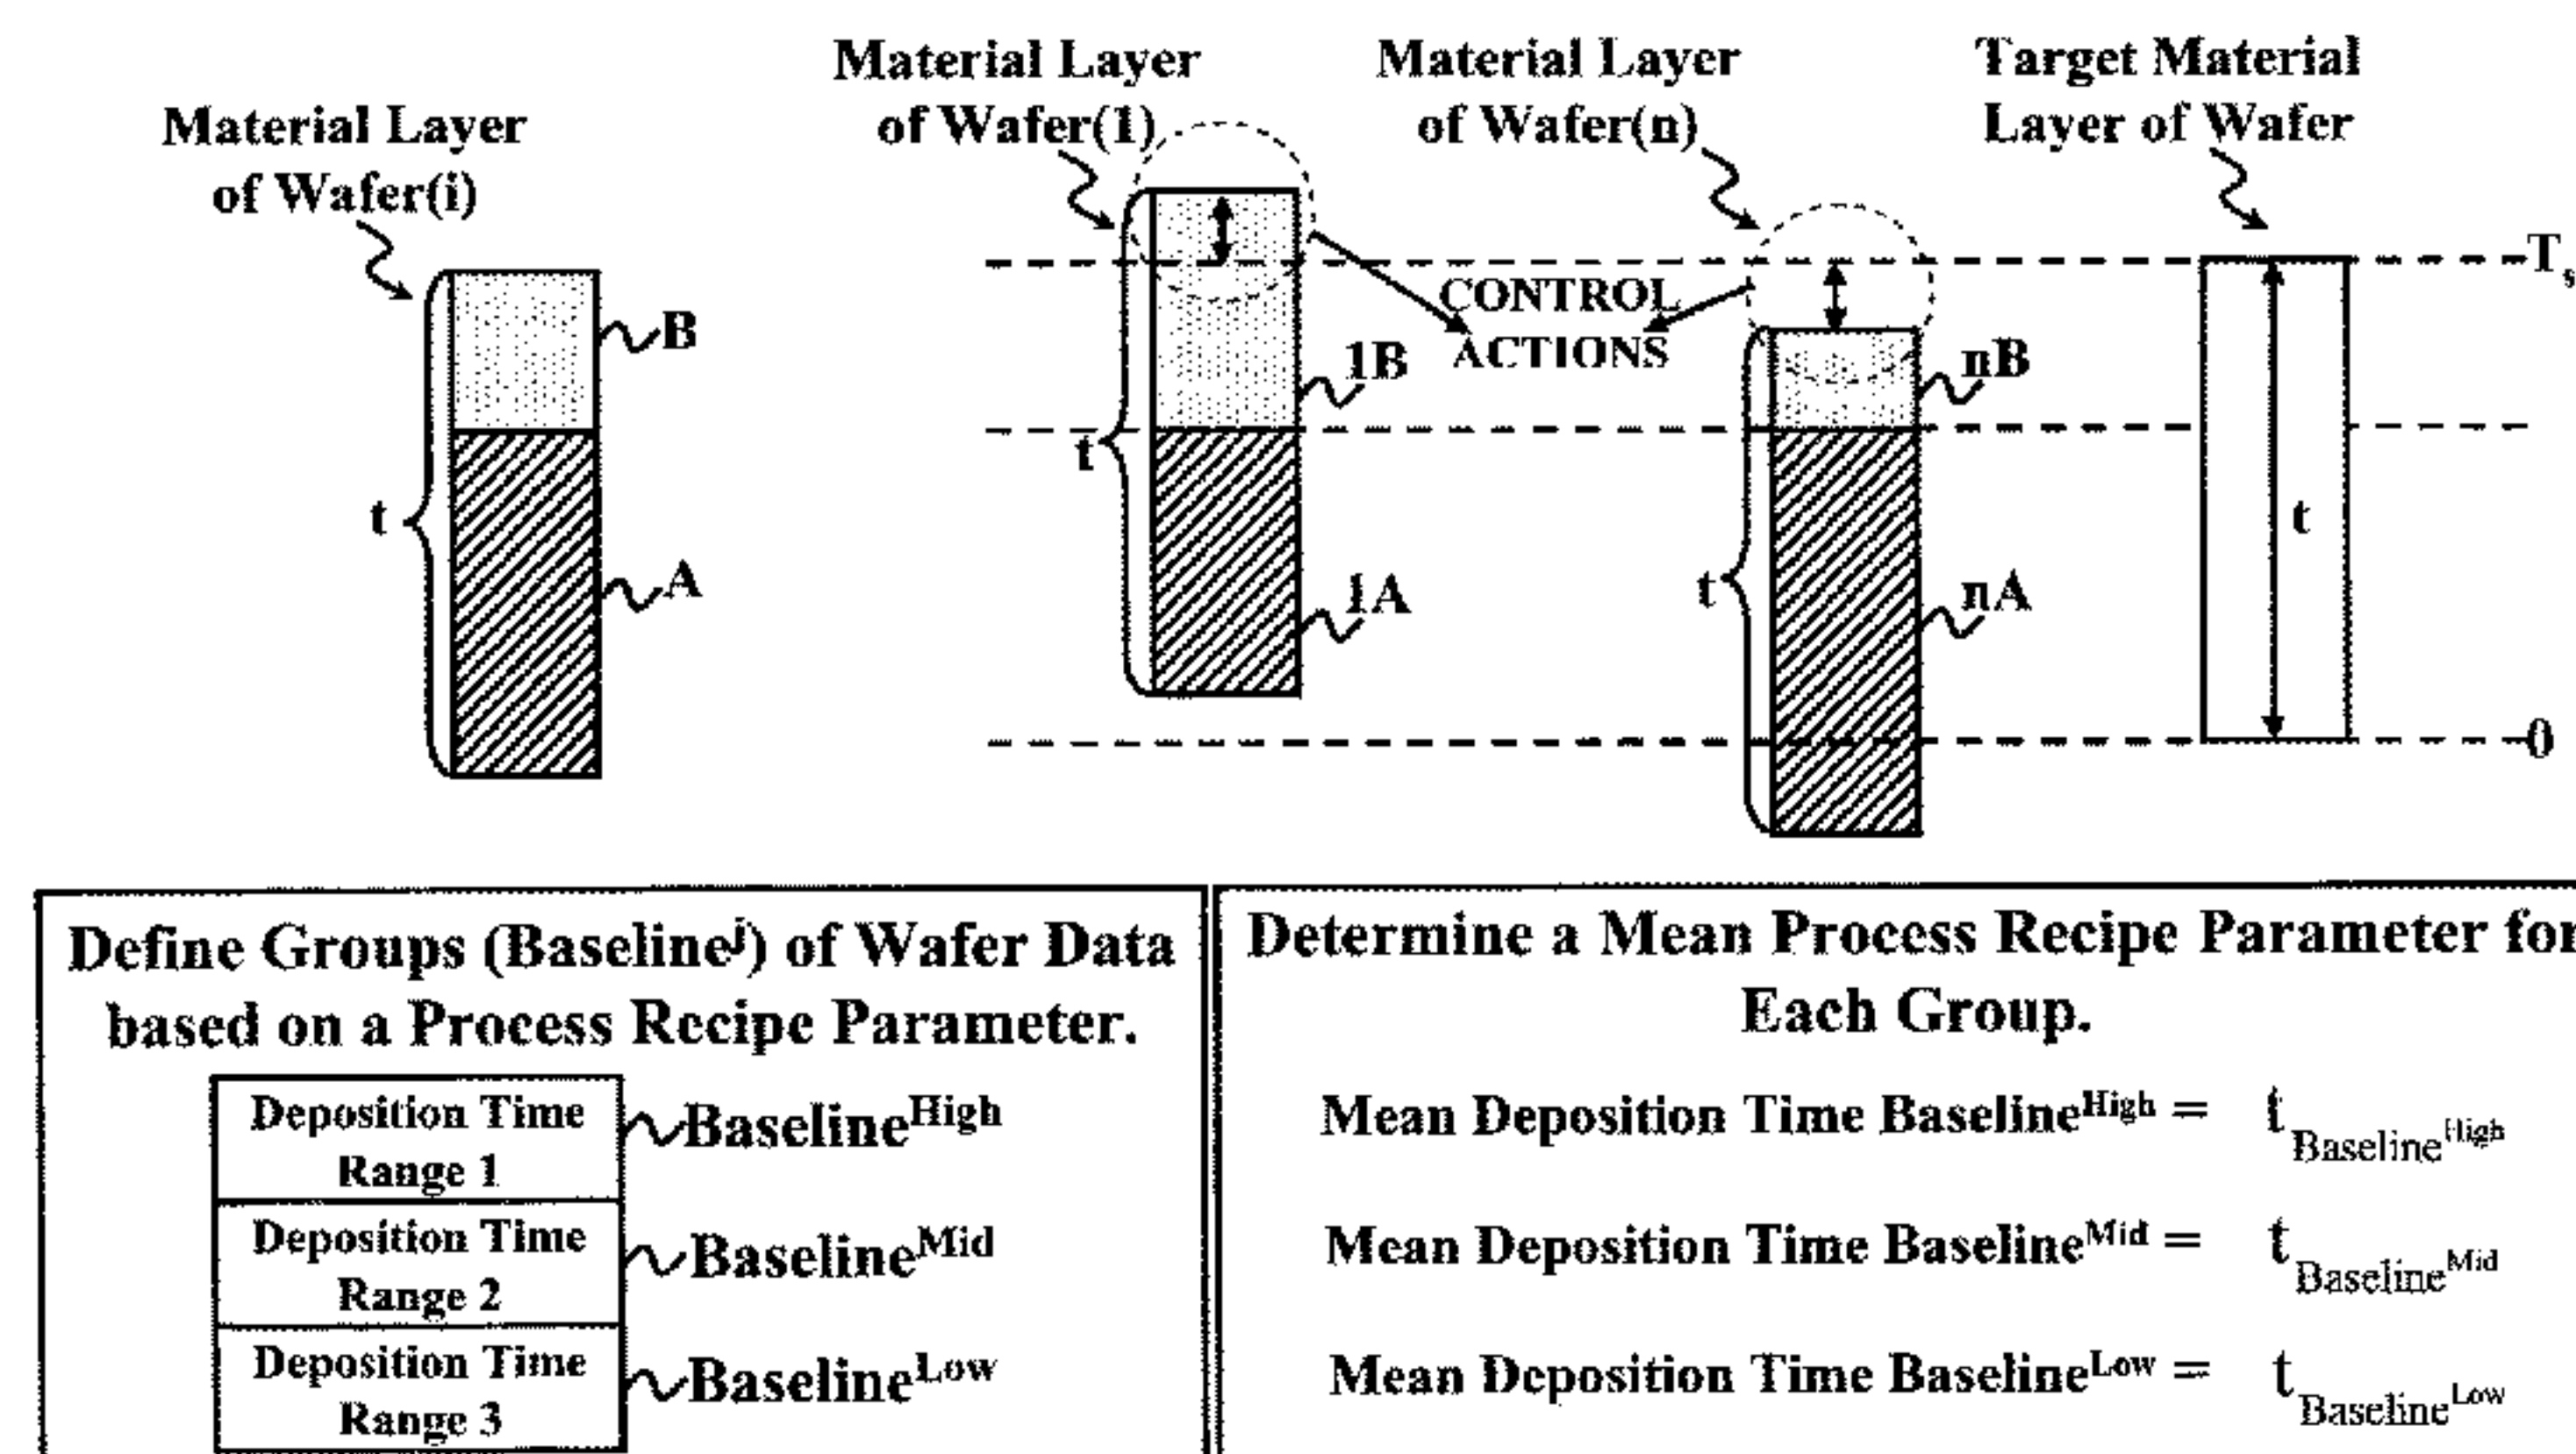 Material Layer
of Wafer(i)
t
B
A
Material Layer
of Wafer(1)
t
1B
1A
CONTROL
ACTIONS
Material Layer
of Wafer(n)
t
nB
nA
Target Material
Layer of Wafer
t
Ts
0
Define Groups (Baseline^j) of Wafer Data
based on a Process Recipe Parameter.
Deposition Time
Range 1
Baseline^High
Deposition Time
Range 2
Baseline^Mid
Deposition Time
Range 3
Baseline^Low
Determine a Mean Process Recipe Parameter for
Each Group.
Mean Deposition Time Baseline^High = t Baseline^High
Mean Deposition Time Baseline^Mid = t Baseline^Mid
Mean Deposition Time Baseline^Low = t Baseline^Low